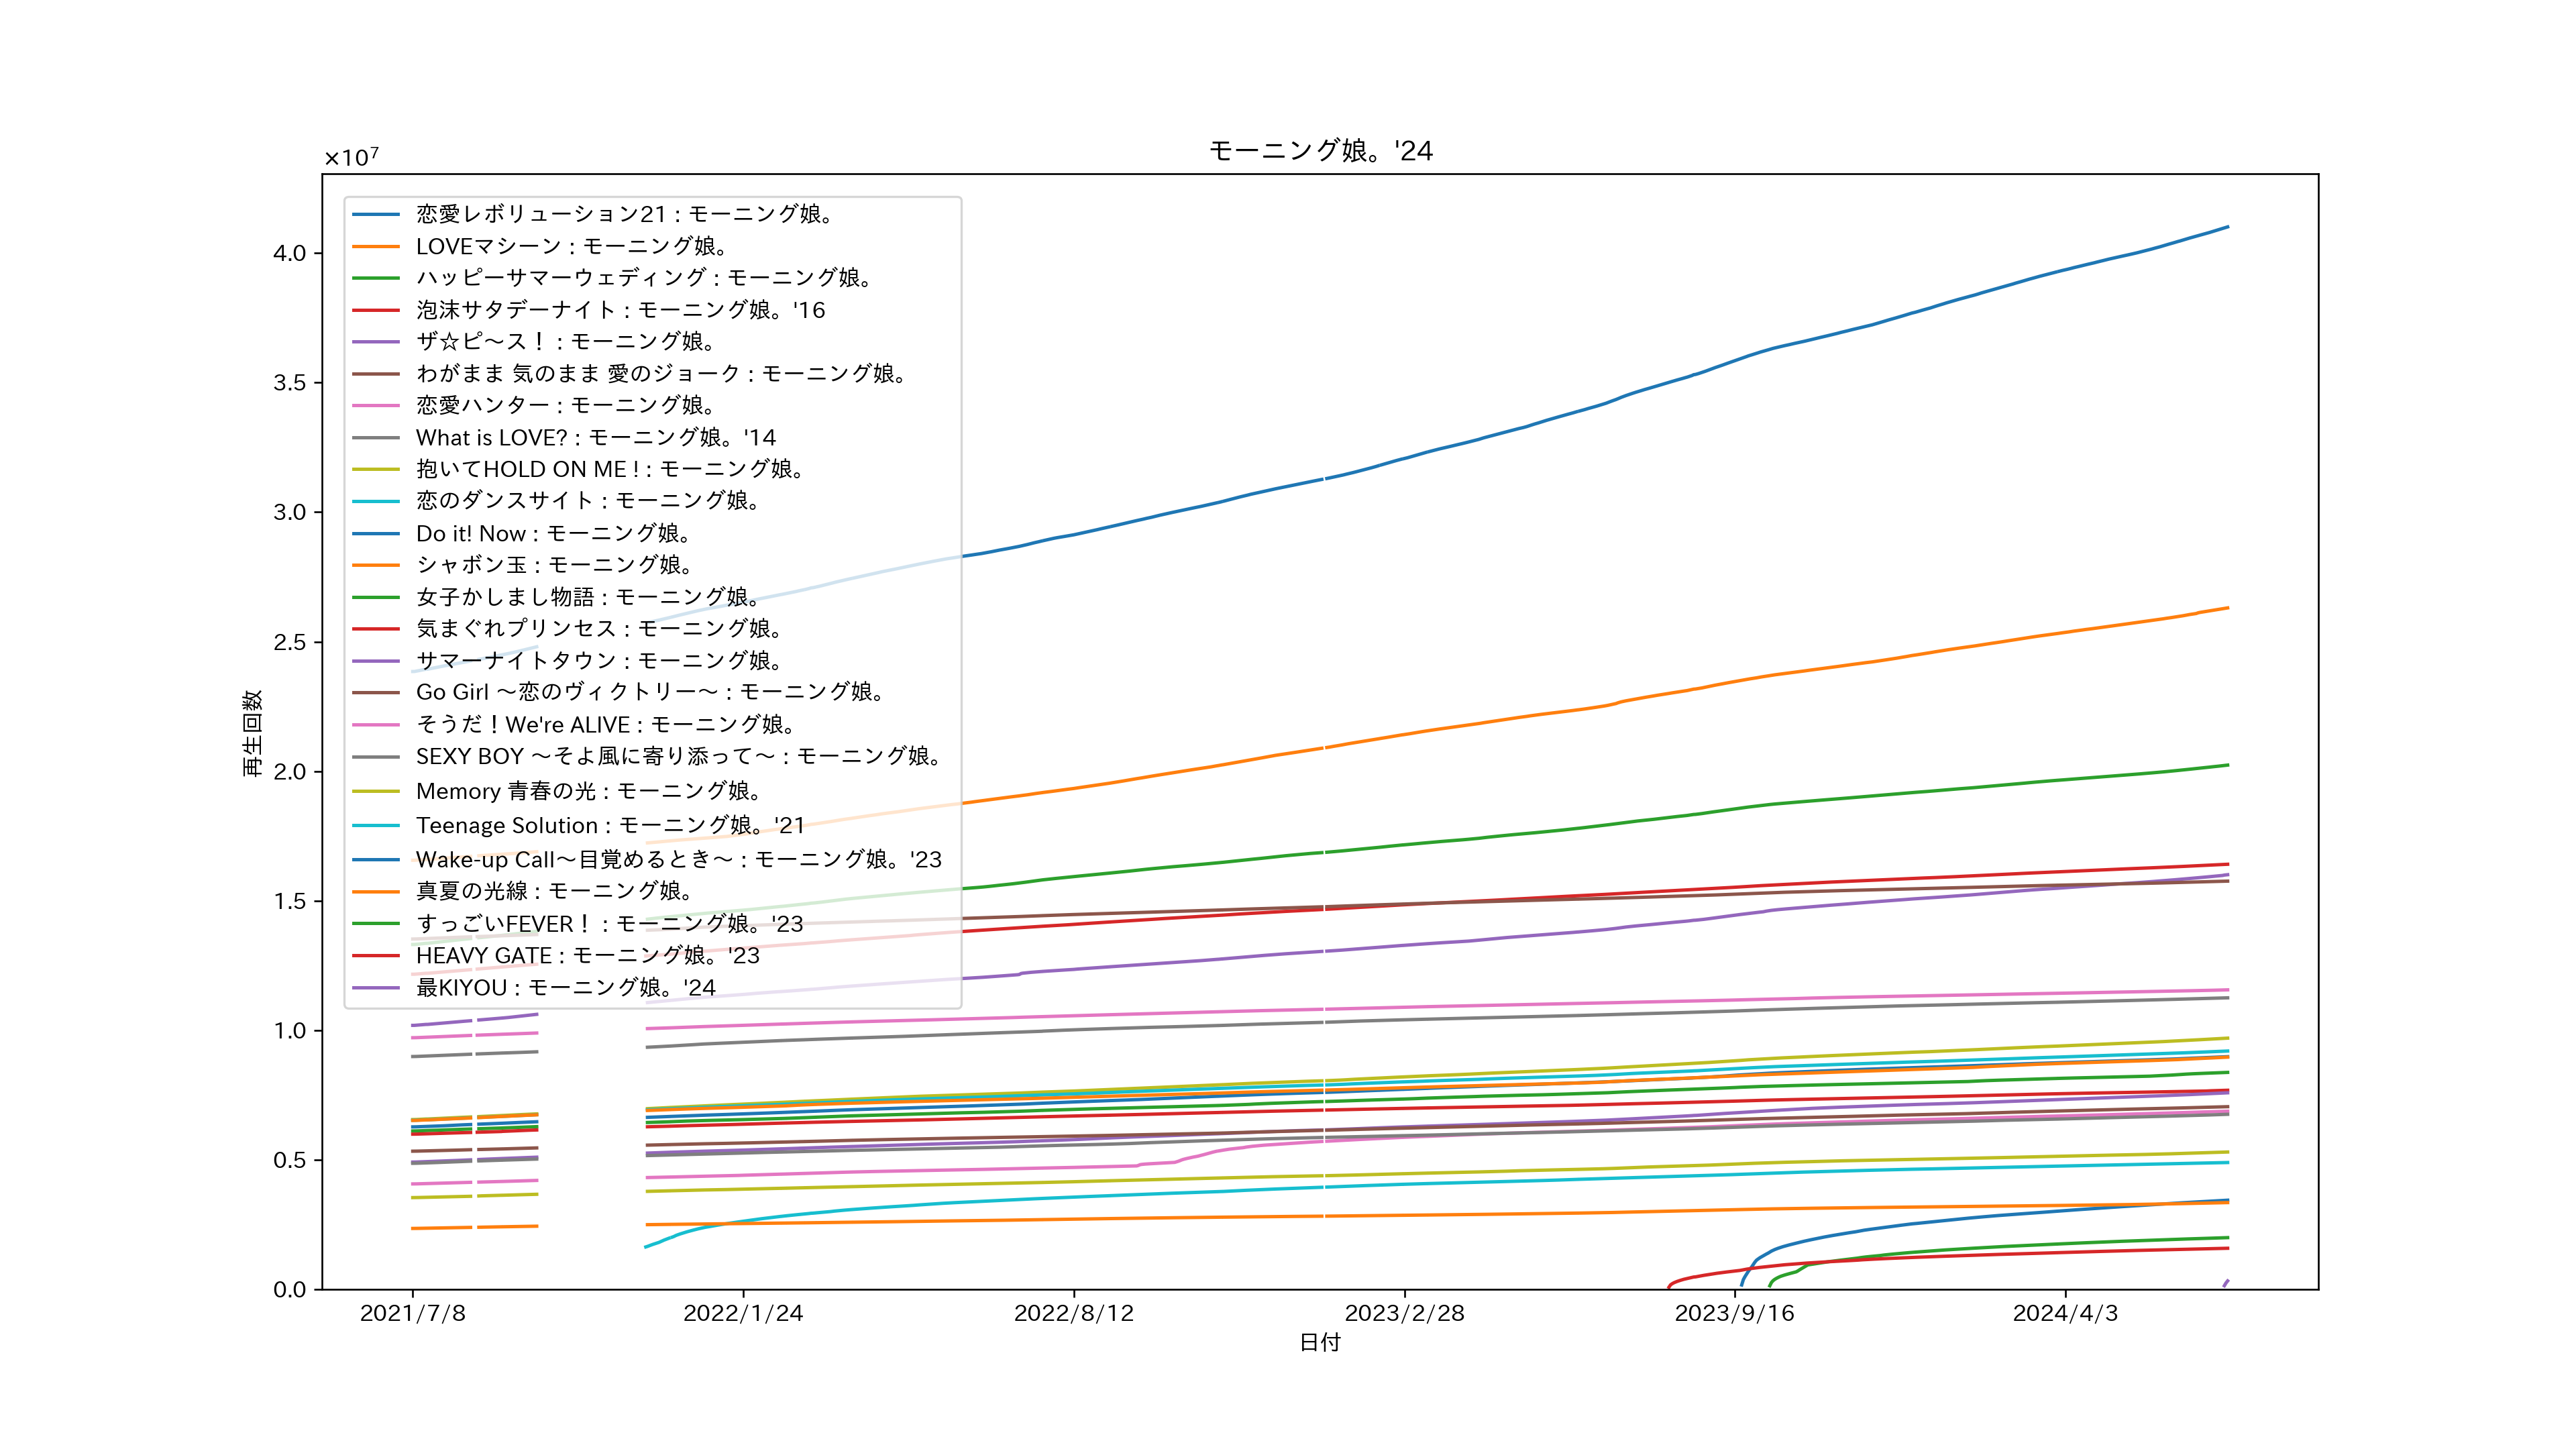 モーニング娘。'24
×10⁷
恋愛レボリューション21 : モーニング娘。
LOVEマシーン : モーニング娘。
ハッピーサマーウェディング : モーニング娘。
泡沫サタデーナイト : モーニング娘。'16
ザ☆ピ〜ス！ : モーニング娘。
わがまま 気のまま 愛のジョーク : モーニング娘。
恋愛ハンター : モーニング娘。
What is LOVE? : モーニング娘。'14
抱いてHOLD ON ME ! : モーニング娘。
恋のダンスサイト : モーニング娘。
Do it! Now : モーニング娘。
シャボン玉 : モーニング娘。
女子かしまし物語 : モーニング娘。
気まぐれプリンセス : モーニング娘。
サマーナイトタウン : モーニング娘。
Go Girl 〜恋のヴィクトリー〜 : モーニング娘。
そうだ！We're ALIVE : モーニング娘。
SEXY BOY 〜そよ風に寄り添って〜 : モーニング娘。
Memory 青春の光 : モーニング娘。
Teenage Solution : モーニング娘。'21
Wake-up Call〜目覚めるとき〜 : モーニング娘。'23
真夏の光線 : モーニング娘。
すっごいFEVER！ : モーニング娘。'23
HEAVY GATE : モーニング娘。'23
最KIYOU : モーニング娘。'24
4.0
3.5
3.0
2.5
2.0
1.5
1.0
0.5
0.0
再生回数
2021/7/8 2022/1/24 2022/8/12 2023/2/28 2023/9/16 2024/4/3
日付